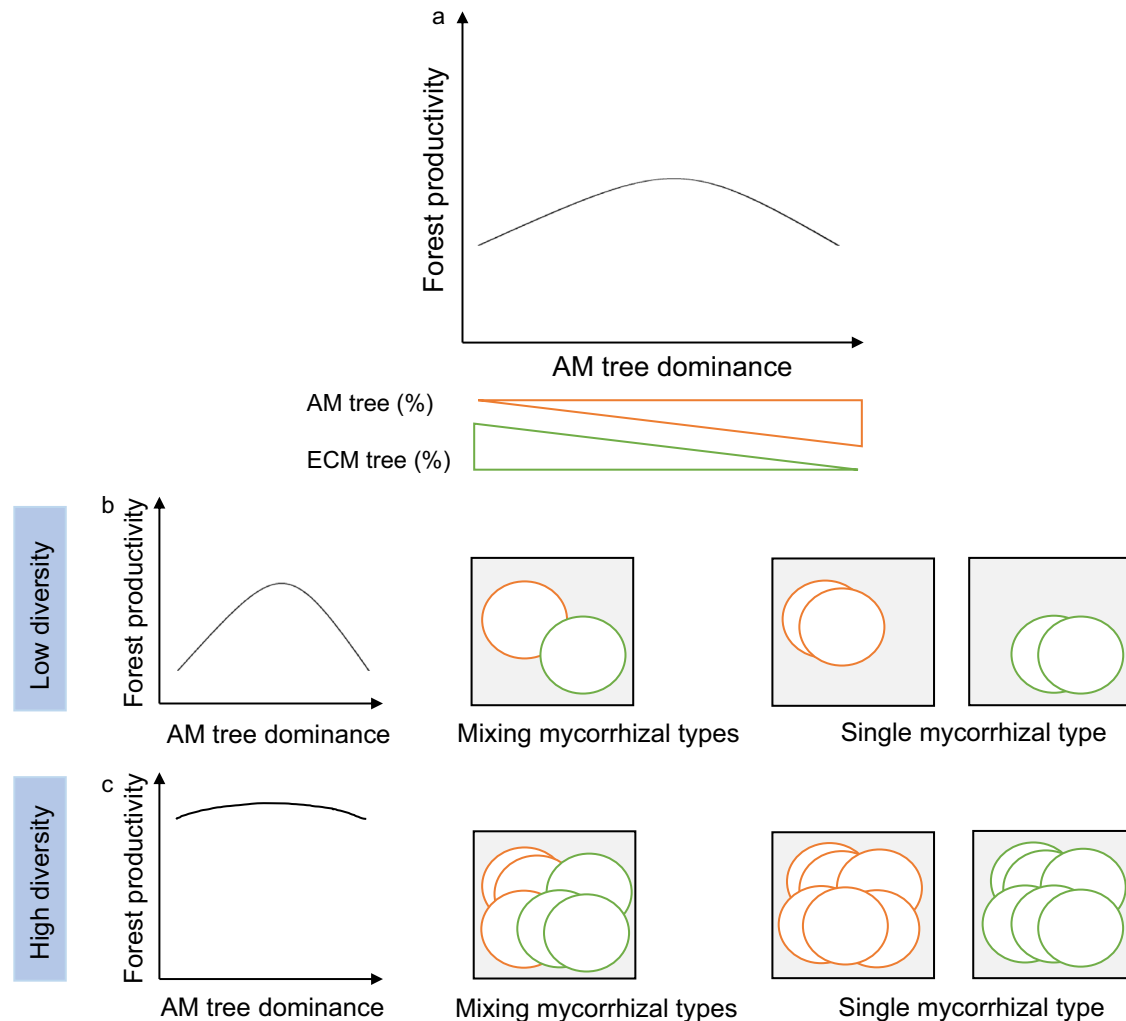 a
Forest productivity
AM tree dominance
AM tree (%)
ECM tree (%)
Low diversity
b
Forest productivity
AM tree dominance
Mixing mycorrhizal types
Single mycorrhizal type
High diversity
c
Forest productivity
AM tree dominance
Mixing mycorrhizal types
Single mycorrhizal type